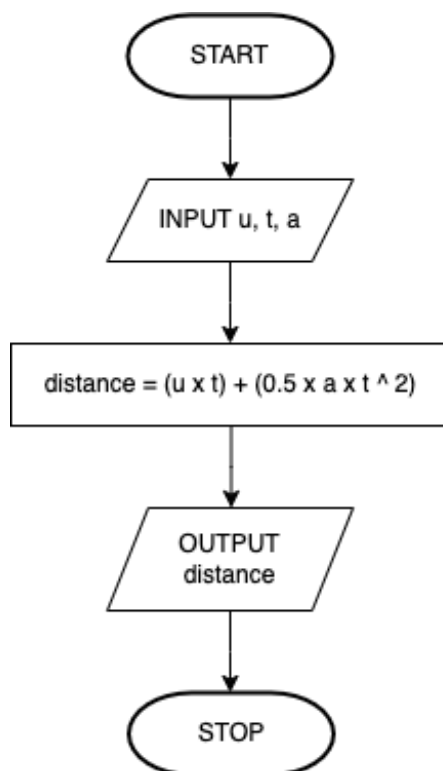 START
INPUT u, t, a
distance = (u x t) + (0.5 x a x t ^ 2)
OUTPUT
distance
STOP